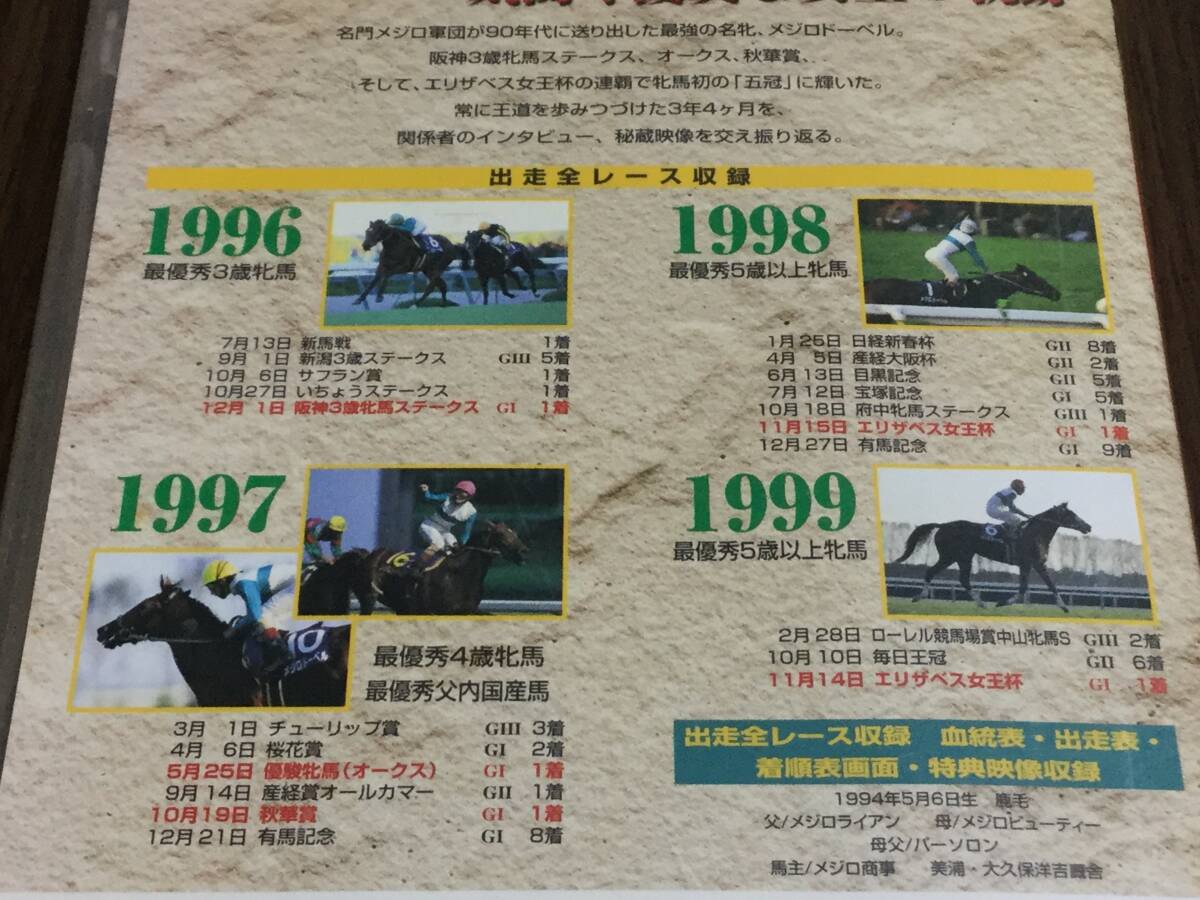 名門メジロ軍団が90年代に送り出した最強の名牝、メジロドーベル。
阪神3歳牝馬ステークス、オークス、秋華賞、
そして、エリザベス女王杯の連覇で牝馬初の「五冠」に輝いた。
常に王道を歩みつづけた3年4ヶ月を、
関係者のインタビュー、秘蔵映像を交え振り返る。
出走全レース収録
1996
最優秀3歳牝馬
7月13日 新馬戦 1着
9月 1日 新潟3歳ステークス GIII 5着
10月 6日 サフラン賞 1着
10月27日 いちょうステークス 1着
12月 1日 阪神3歳牝馬ステークス GI 1着
1997
最優秀4歳牝馬
最優秀父内国産馬
10
メジロドーベル
16
3月 1日 チューリップ賞 GIII 3着
4月 6日 桜花賞 GI 2着
5月25日 優駿牝馬(オークス) GI 1着
9月14日 産経賞オールカマー GII 1着
10月19日 秋華賞 GI 1着
12月21日 有馬記念 GI 8着
1998
最優秀5歳以上牝馬
1月25日 日経新春杯 GII 8着
4月 5日 産経大阪杯 GII 2着
6月13日 目黒記念 GII 5着
7月12日 宝塚記念 GI 5着
10月18日 府中牝馬ステークス GIII 1着
11月15日 エリザベス女王杯 GI 1着
12月27日 有馬記念 GI 9着
1999
最優秀5歳以上牝馬
2月28日 ローレル競馬場賞中山牝馬S GIII 2着
10月10日 毎日王冠 GII 6着
11月14日 エリザベス女王杯 GI 1着
出走全レース収録 血統表・出走表・
着順表画面・特典映像収録
1994年5月6日生 鹿毛
父/メジロライアン 母/メジロビューティー
母父/パーソロン
馬主/メジロ商事 美浦・大久保洋吉厩舎